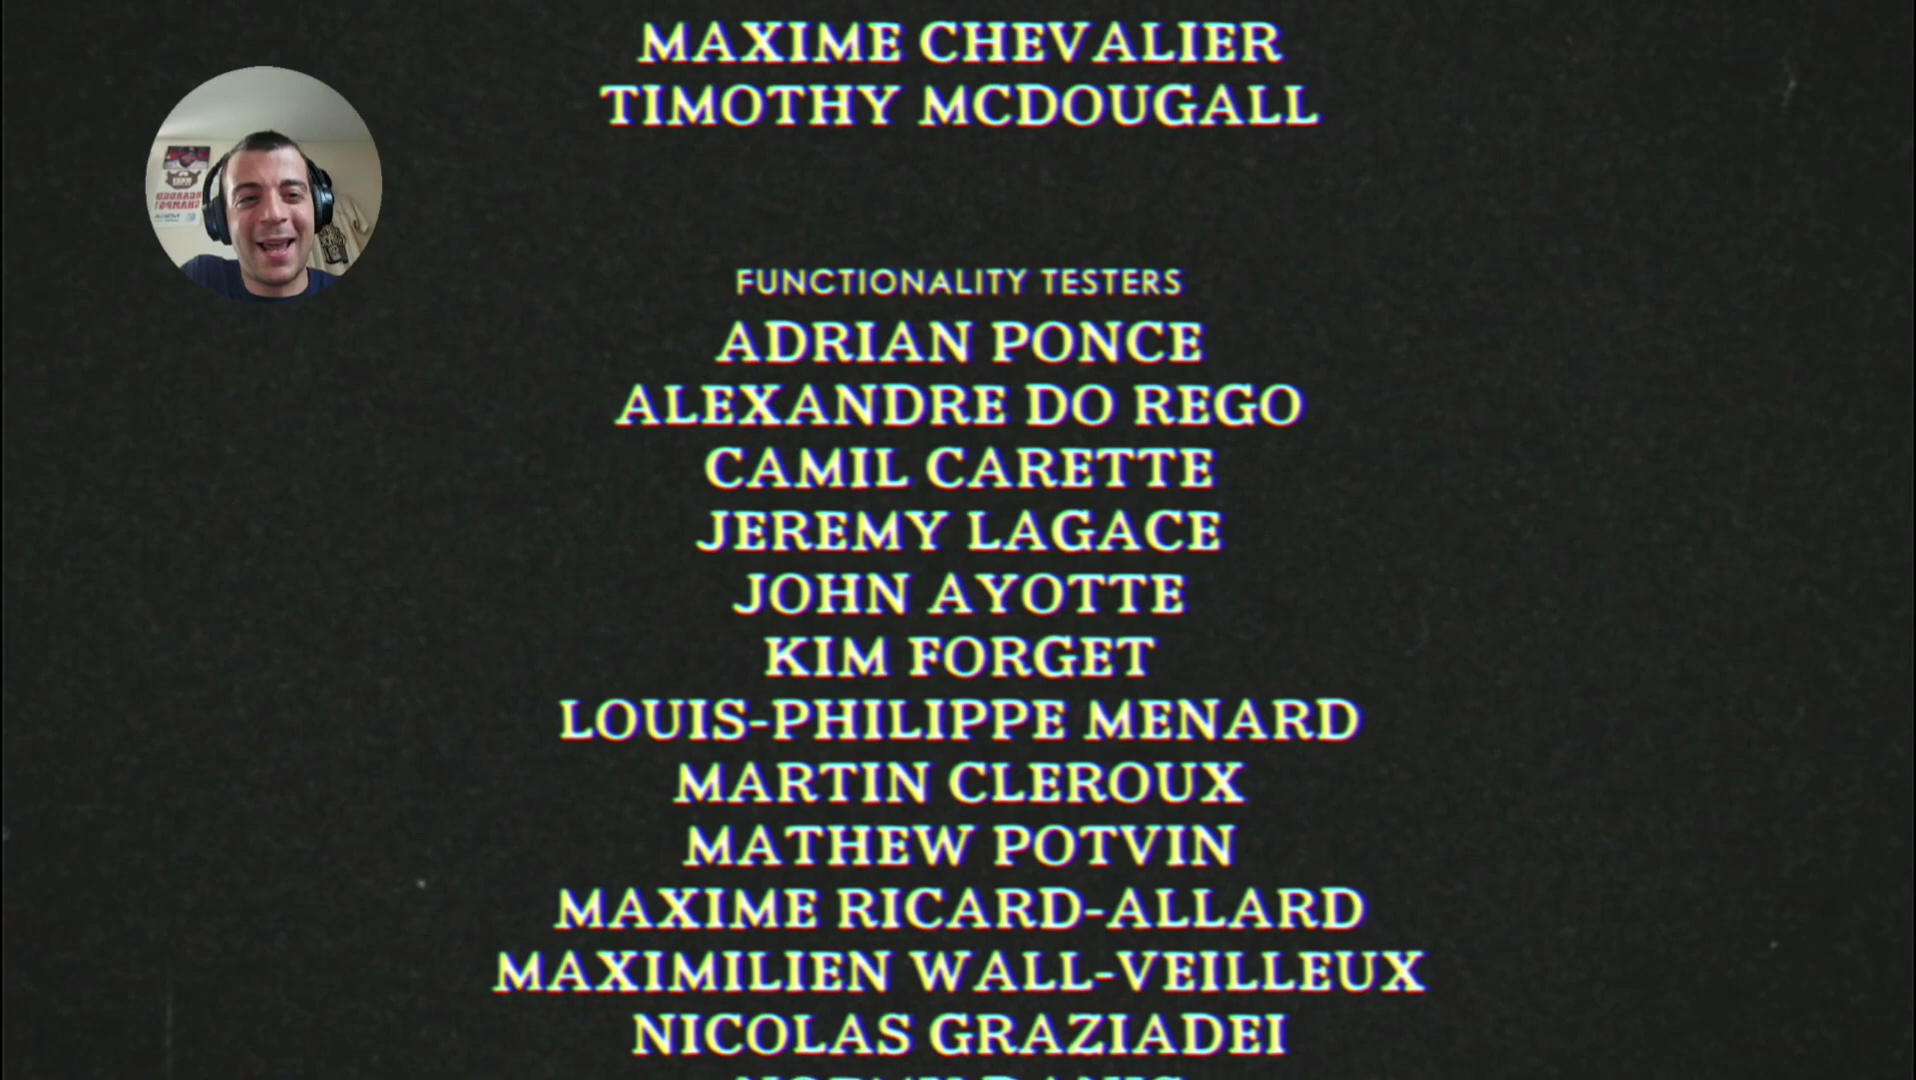 MAXIME CHEVALIER
TIMOTHY MCDOUGALL
FUNCTIONALITY TESTERS
ADRIAN PONCE
ALEXANDRE DO REGO
CAMIL CARETTE
JEREMY LAGACE
JOHN AYOTTE
KIM FORGET
LOUIS-PHILIPPE MENARD
MARTIN CLEROUX
MATHEW POTVIN
MAXIME RICARD-ALLARD
MAXIMILIEN WALL-VEILLEUX
NICOLAS GRAZIADEI